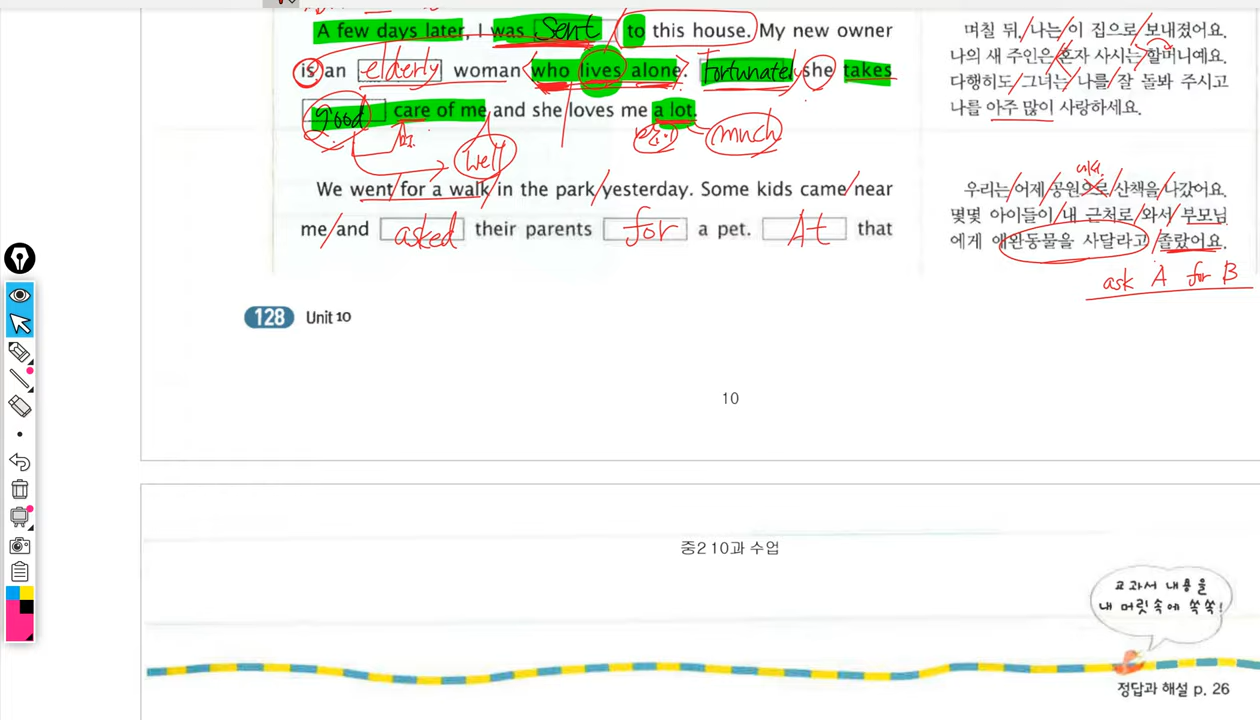 A few days later, I was Sent to this house. My new owner
is an elderly woman who lives alone. Fortunately she takes
good care of me and she loves me a lot.
well
much
We went for a walk in the park yesterday. Some kids came near
me and asked their parents for a pet. At that
128 Unit 10
며칠 뒤, 나는 이 집으로 보내졌어요.
나의 새 주인은 혼자 사시는 할머니예요.
다행히도 그녀는 나를 잘 돌봐 주시고
나를 아주 많이 사랑하세요.
우리는 어제 공원으로 산책을 나갔어요.
몇몇 아이들이 내 근처로 와서 부모님
에게 애완동물을 사달라고 졸랐어요.
ask A for B
10
중2 10과 수업
교과서 내용을
내 머릿속에 쏙쏙!
정답과 해설 p. 26